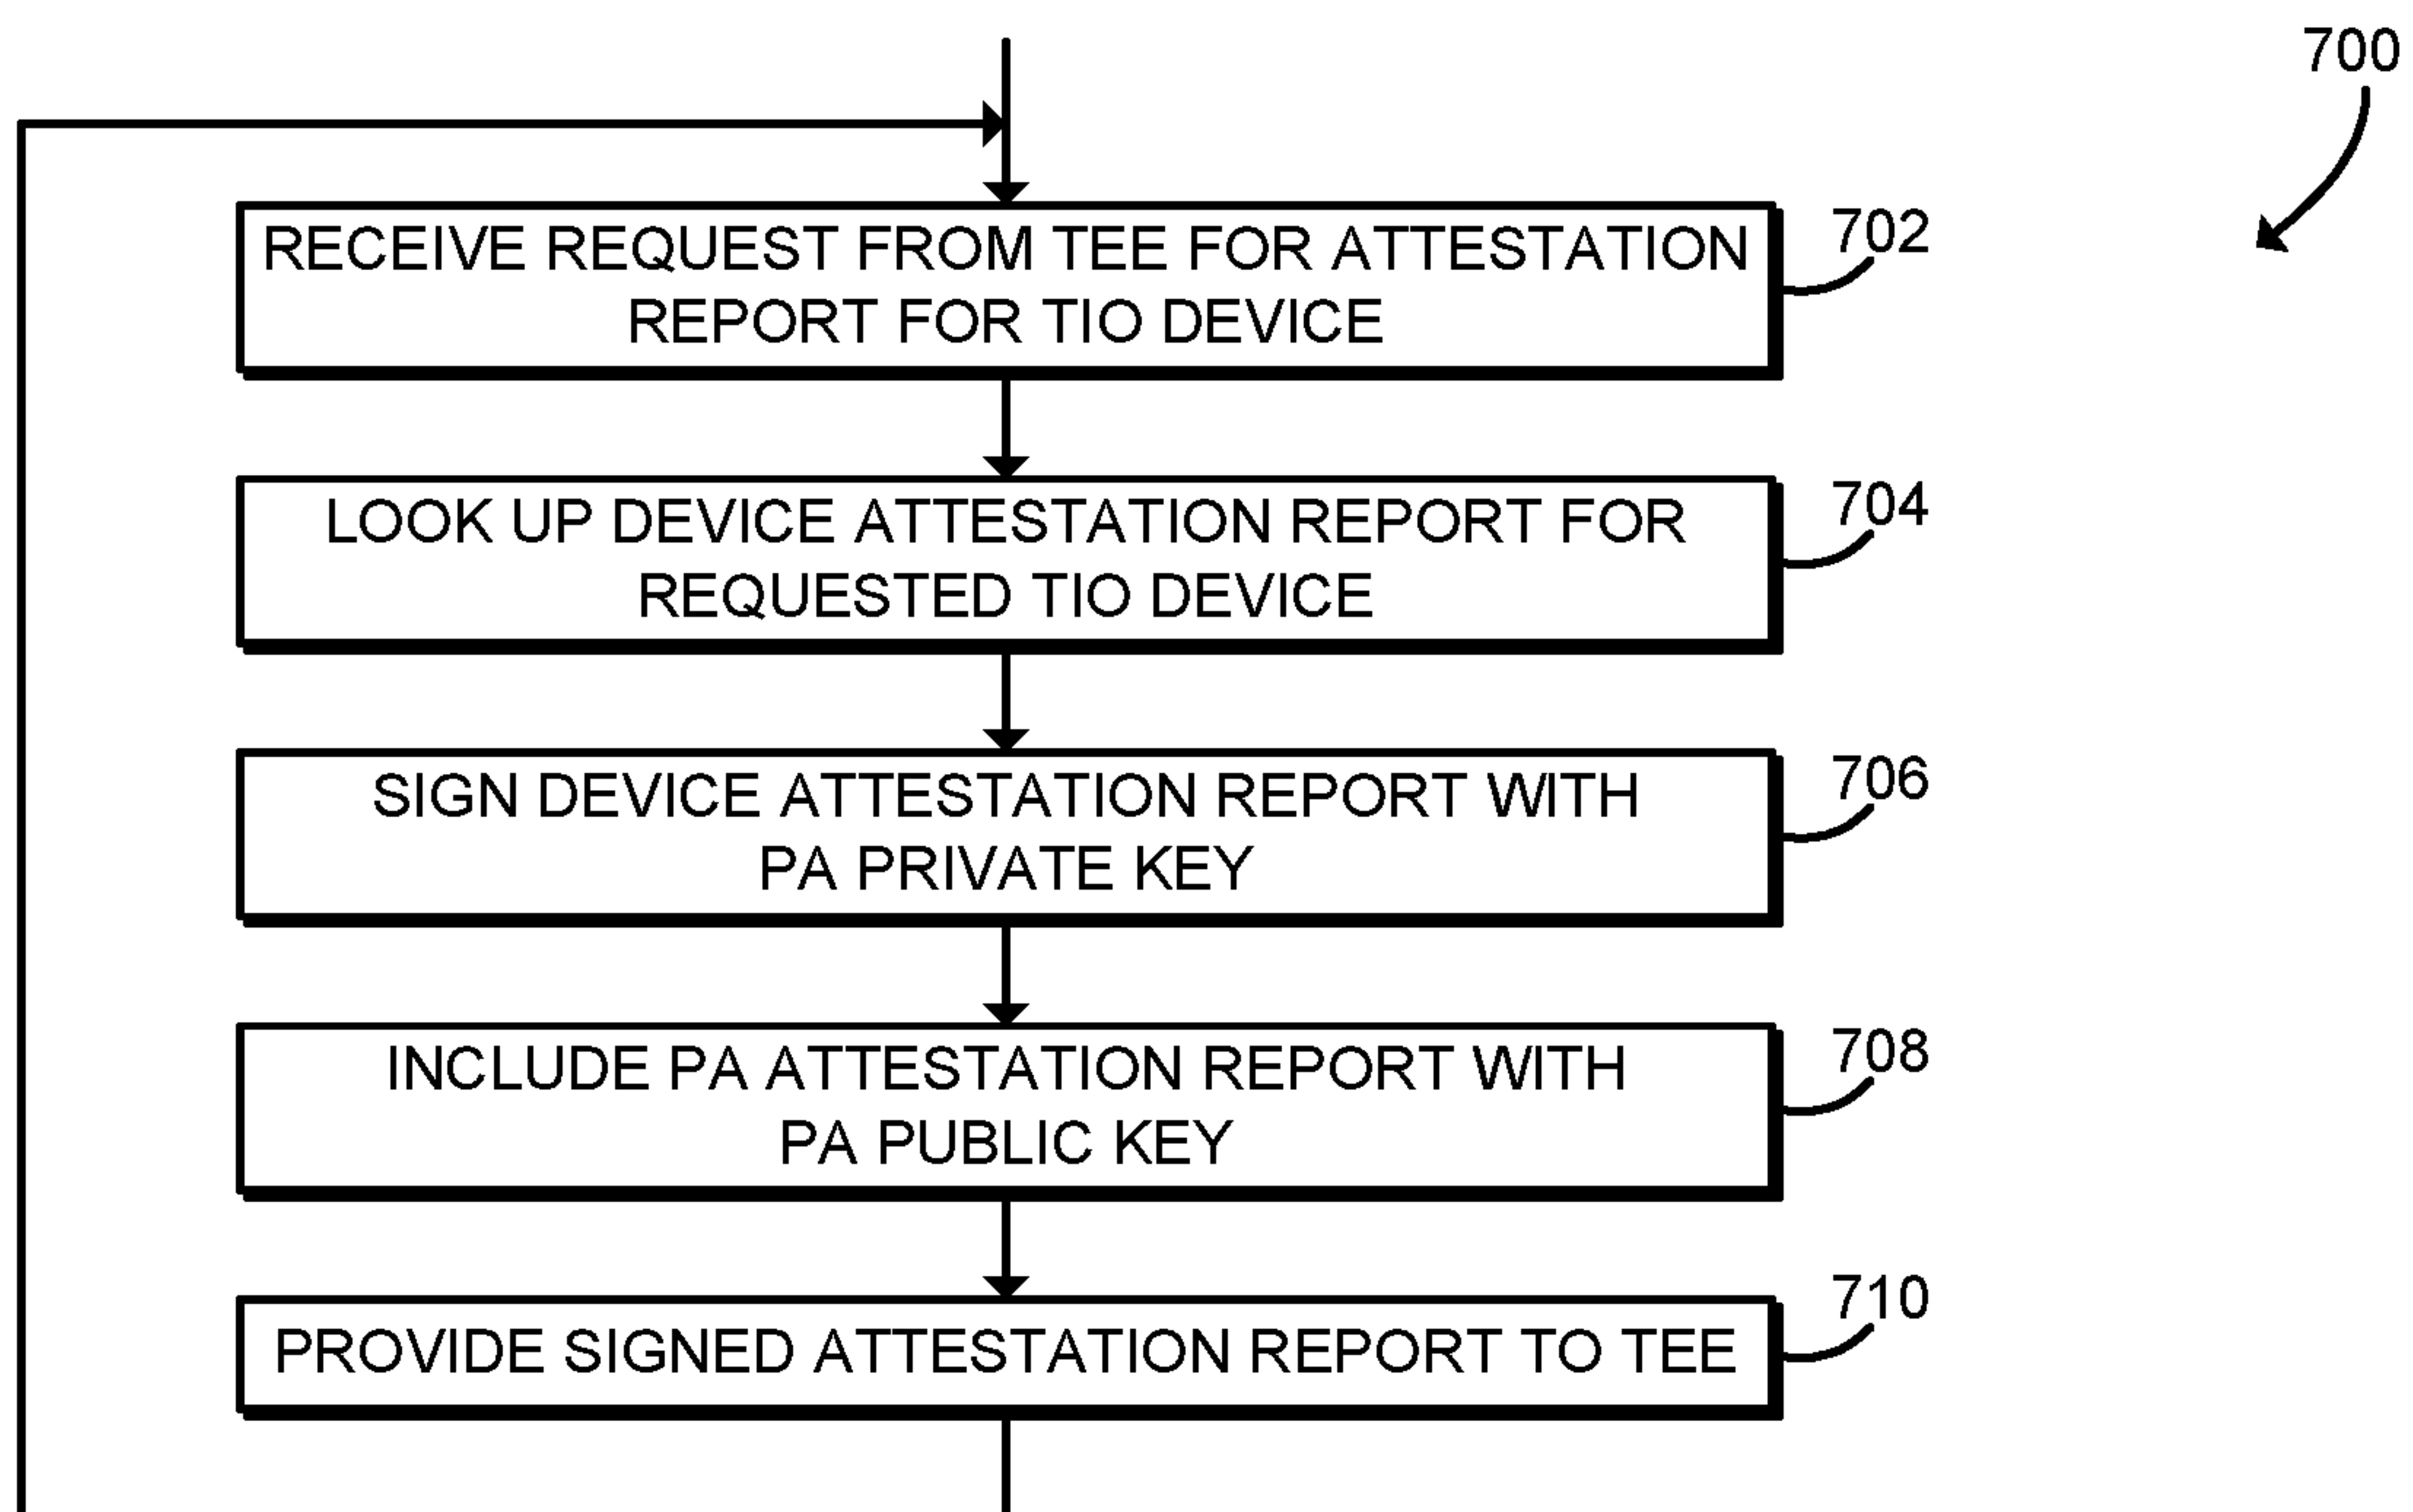 700
RECEIVE REQUEST FROM TEE FOR ATTESTATION
REPORT FOR TIO DEVICE
702
LOOK UP DEVICE ATTESTATION REPORT FOR
REQUESTED TIO DEVICE
704
SIGN DEVICE ATTESTATION REPORT WITH
PA PRIVATE KEY
706
INCLUDE PA ATTESTATION REPORT WITH
PA PUBLIC KEY
708
PROVIDE SIGNED ATTESTATION REPORT TO TEE
710